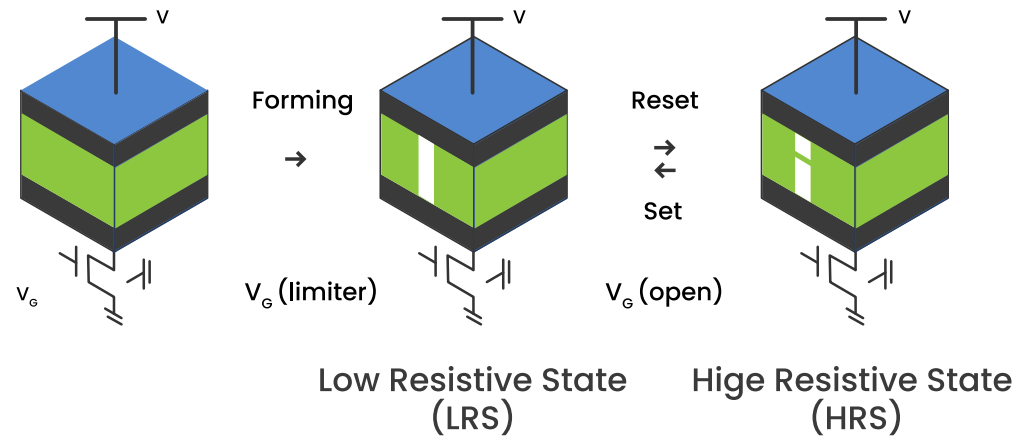 V
V
V
Forming
Reset
Set
VG
VG (limiter)
VG (open)
Low Resistive State
(LRS)
Hige Resistive State
(HRS)